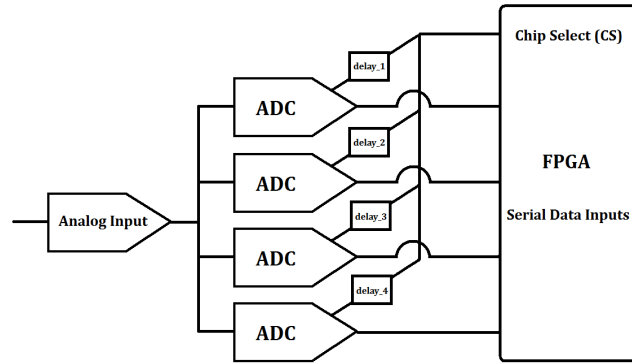 Chip Select (CS)
delay_1
ADC
delay_2
ADC
FPGA
Analog Input
delay_3
Serial Data Inputs
ADC
delay_4
ADC